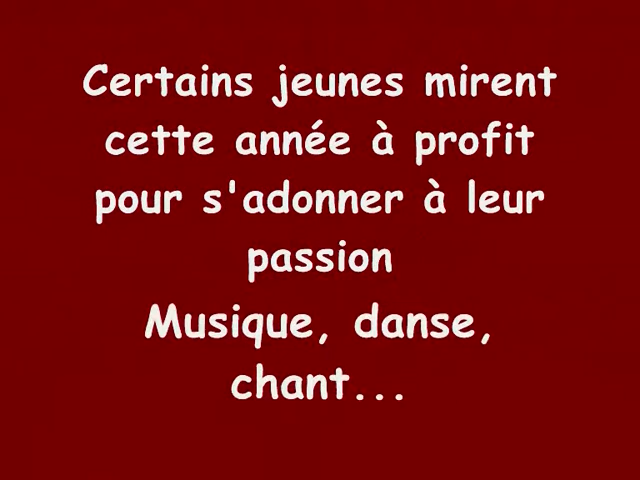 Certains jeunes mirent
cette année à profit
pour s'adonner à leur
passion
Musique, danse,
chant...